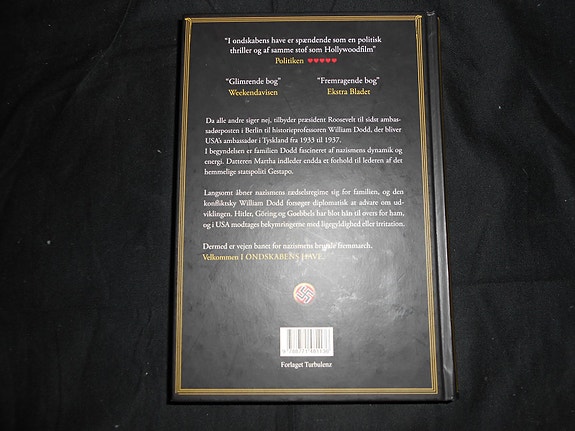 "I ondskabens have er spændende som en politisk
thriller og af samme stof som Hollywoodfilm"
Politiken ♥♥♥♥♥
"Glimrende bog"
Weekendavisen
"Fremragende bog"
Ekstra Bladet
Da alle andre siger nej, tilbyder præsident Roosevelt til sidst ambas-
sadørposten i Berlin til historieprofessoren William Dodd, der bliver
USA's ambassadør i Tyskland fra 1933 til 1937.
I begyndelsen er familien Dodd fascineret af nazismens dynamik og
energi. Datteren Martha indleder endda et forhold til lederen af det
hemmelige statspoliti Gestapo.
Langsomt åbner nazismens rædselsregime sig for familien, og den
konfliktsky William Dodd forsøger diplomatisk at advare om ud-
viklingen. Hitler, Göring og Goebbels har blot hån til overs for ham,
og i USA modtages bekymringerne med ligegyldighed eller irritation.
Dermed er vejen banet for nazismens brutale fremmarch.
Velkommen I ONDSKABENS HAVE.
Forlaget Turbulenz